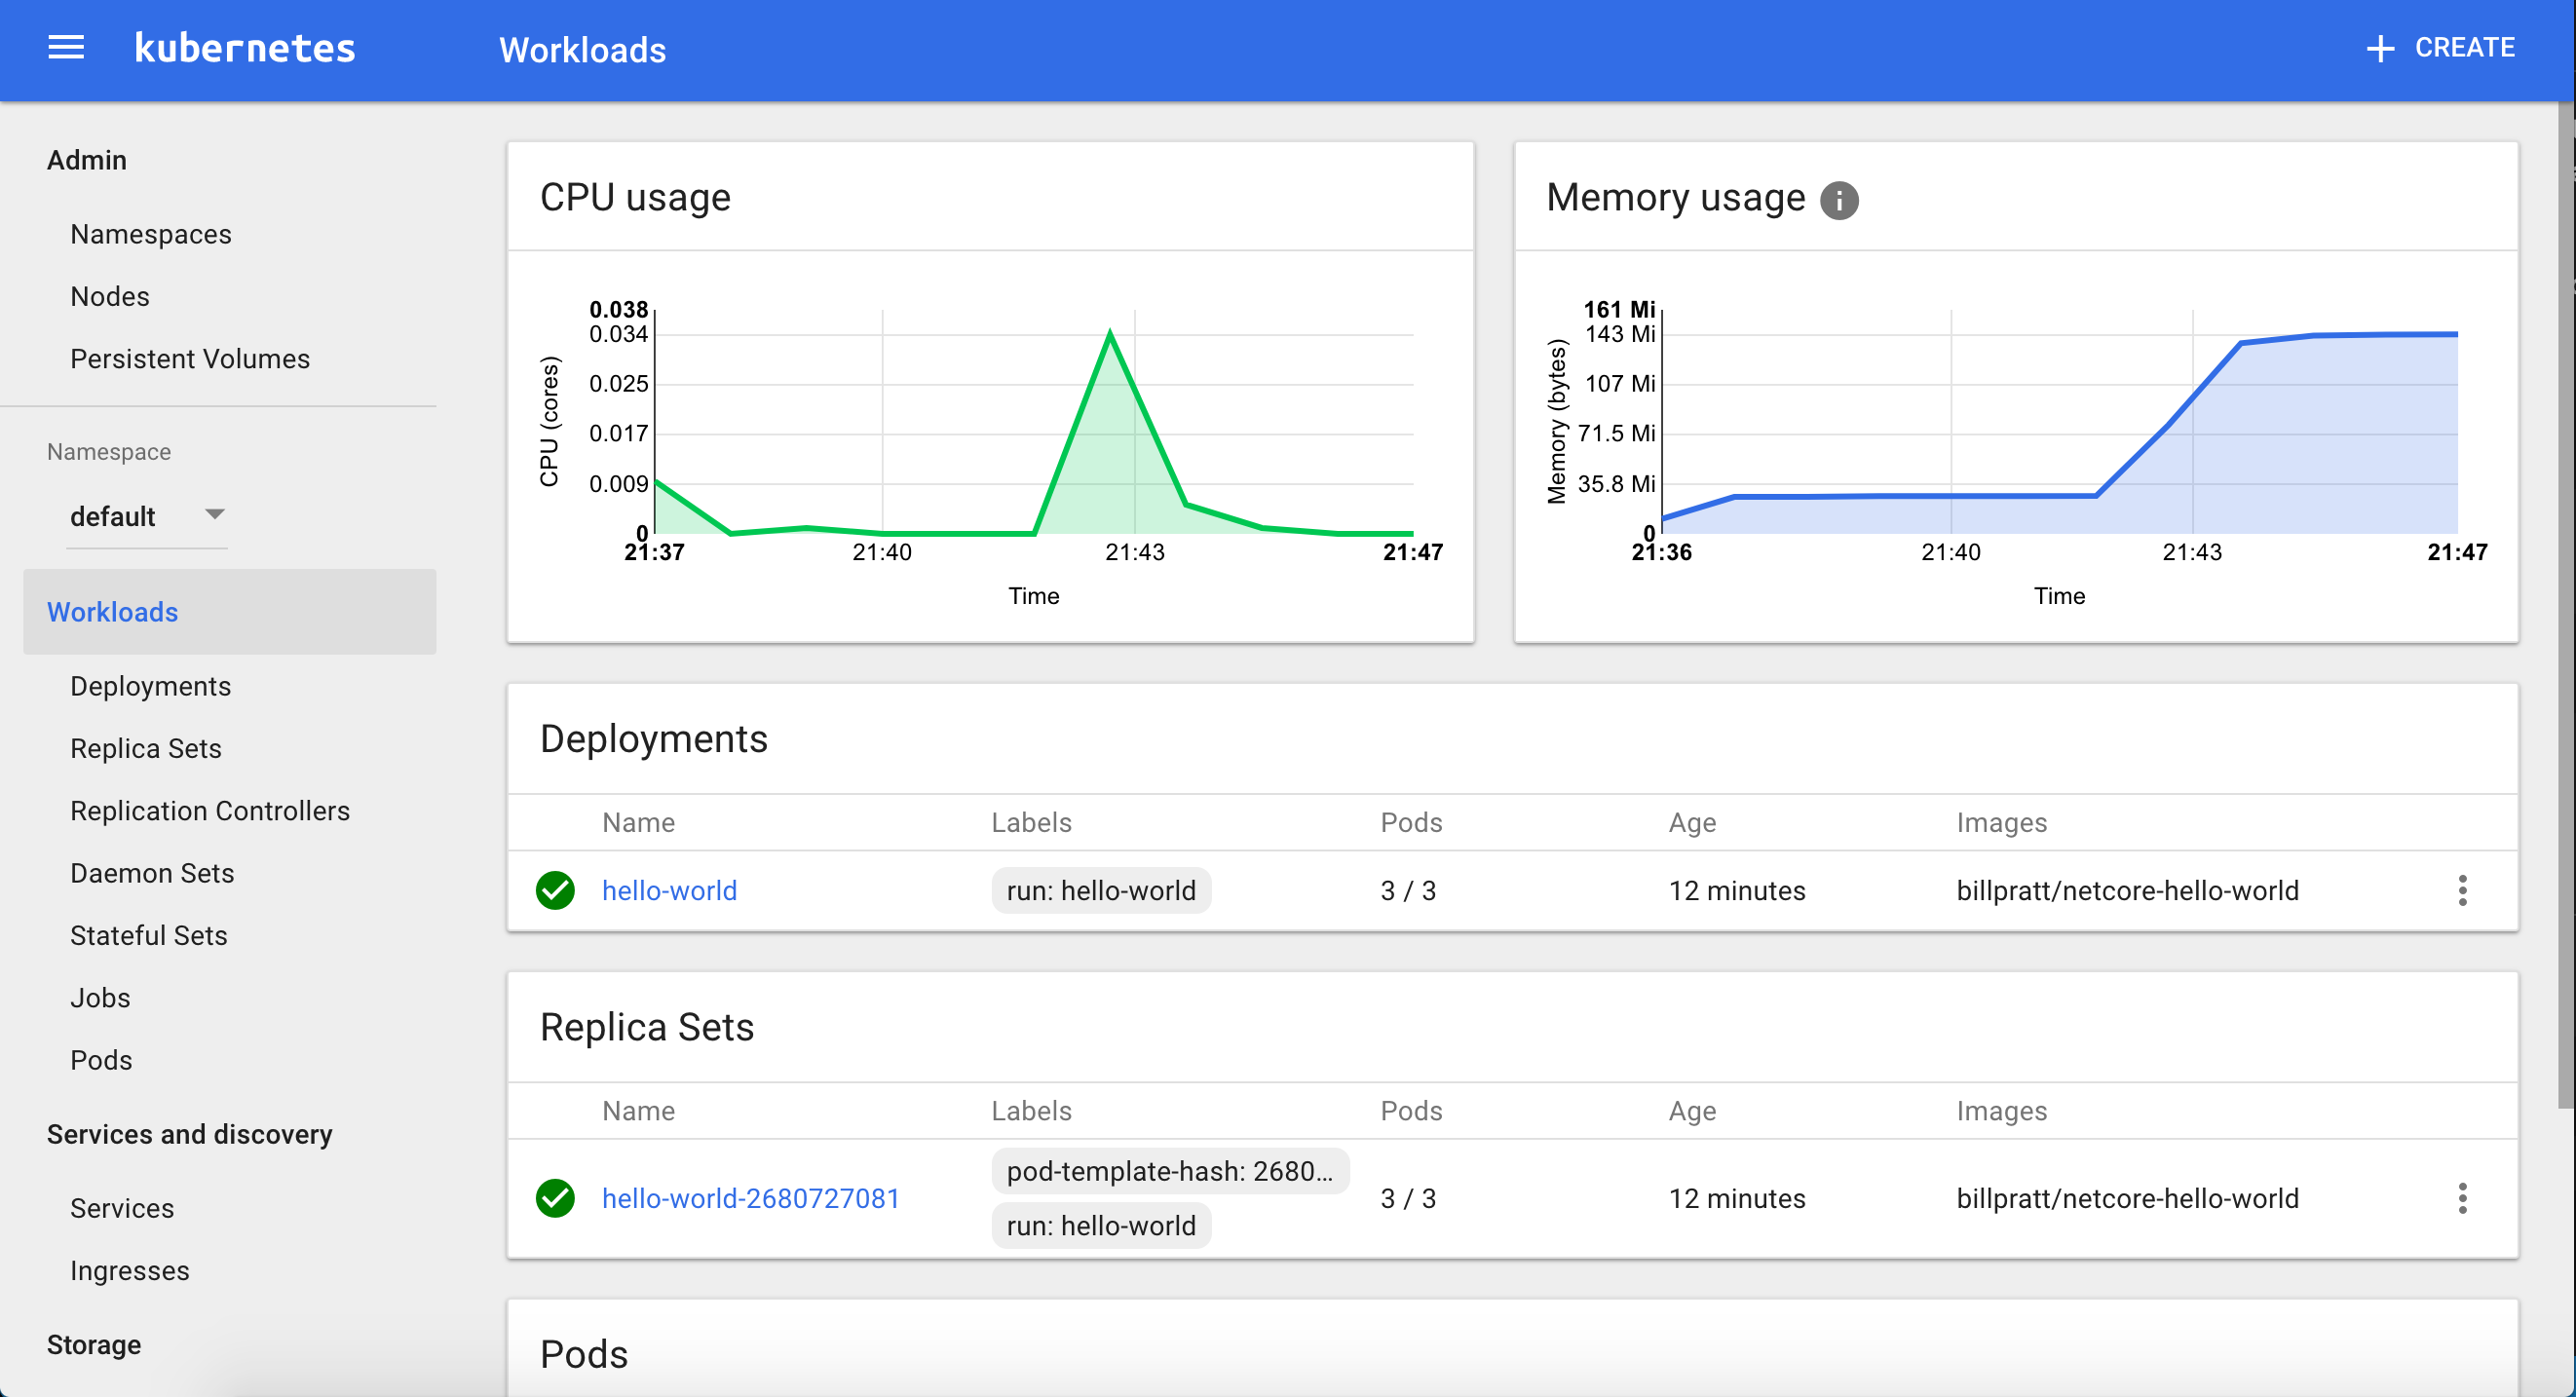 kubernetes
Workloads
CREATE
Admin
Namespaces
Nodes
Persistent Volumes
Namespace
default
Workloads
Deployments
Replica Sets
Replication Controllers
Daemon Sets
Stateful Sets
Jobs
Pods
Services and discovery
Services
Ingresses
Storage
CPU usage
CPU (cores)
0.038
0.034
0.025
0.017
0.009
0
21:37 21:40 21:43 21:47
Time
Memory usage
Memory (bytes)
161 Mi
143 Mi
107 Mi
71.5 Mi
35.8 Mi
0
21:36 21:40 21:43 21:47
Time
Deployments
Name Labels Pods Age Images
hello-world run: hello-world 3 / 3 12 minutes billpratt/netcore-hello-world
Replica Sets
Name Labels Pods Age Images
pod-template-hash: 2680...
hello-world-2680727081 3 / 3 12 minutes billpratt/netcore-hello-world
run: hello-world
Pods